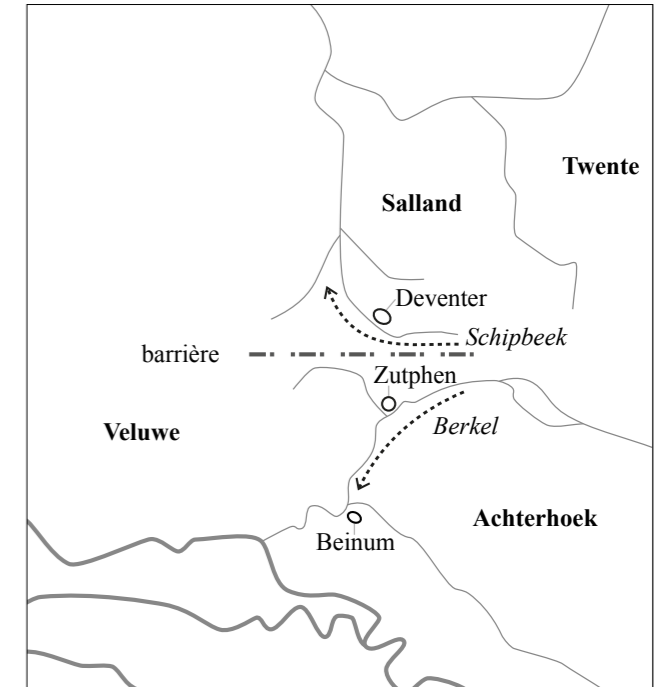 Twente
Salland
Deventer
Schipbeek
barrière
Zutphen
Berkel
Veluwe
Achterhoek
Beinum